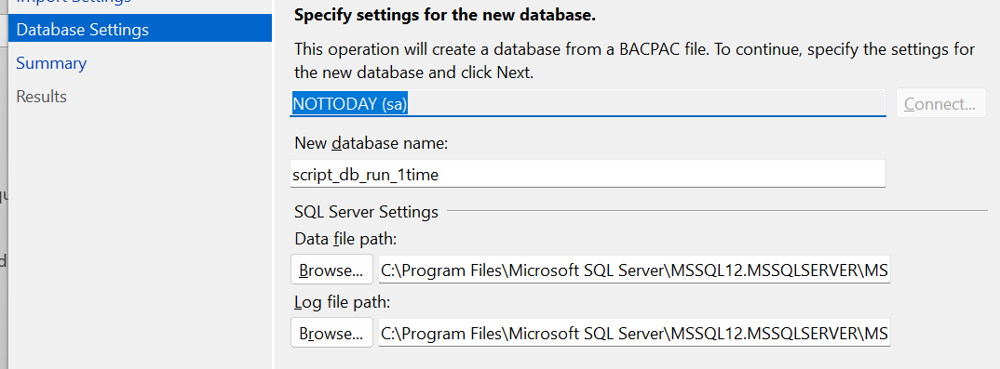 Import Settings
Specify settings for the new database.
Database Settings
This operation will create a database from a BACPAC file. To continue, specify the settings for
Summary
the new database and click Next.
Results
NOTTODAY (sa)
Connect...
New database name:
script_db_run_1time
SQL Server Settings
Data file path:
Browse...
C:\Program Files\Microsoft SQL Server\MSSQL12.MSSQLSERVER\MS
Log file path:
Browse...
C:\Program Files\Microsoft SQL Server\MSSQL12.MSSQLSERVER\MS